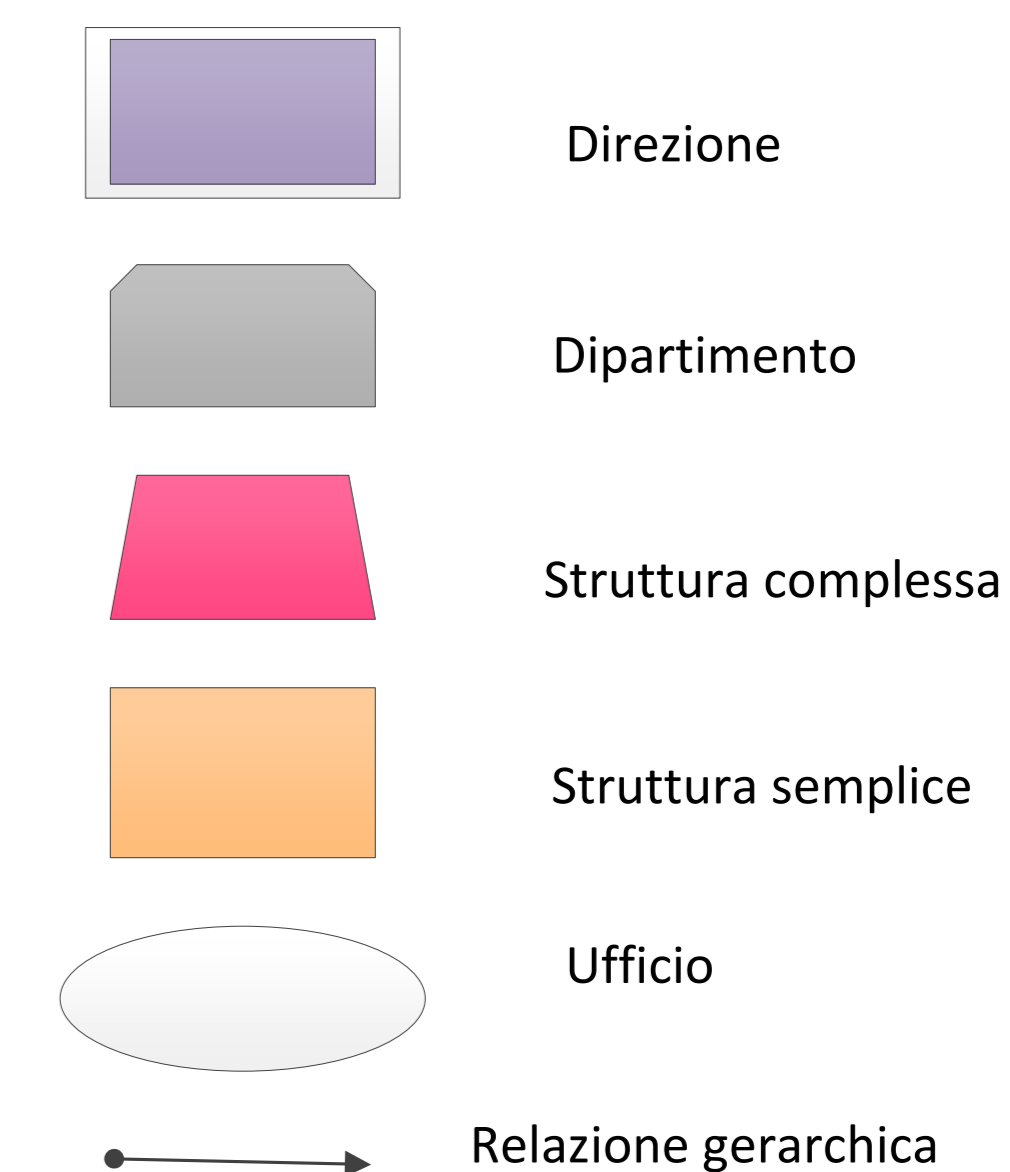 Direzione
Dipartimento
Struttura complessa
Struttura semplice
Ufficio
Relazione gerarchica